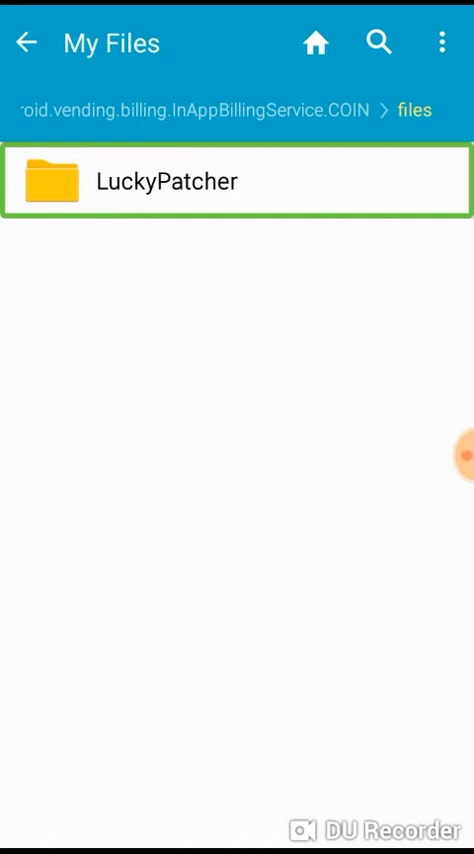 My Files
roid.vending.billing.InAppBillingService.COIN > files
LuckyPatcher
DU Recorder